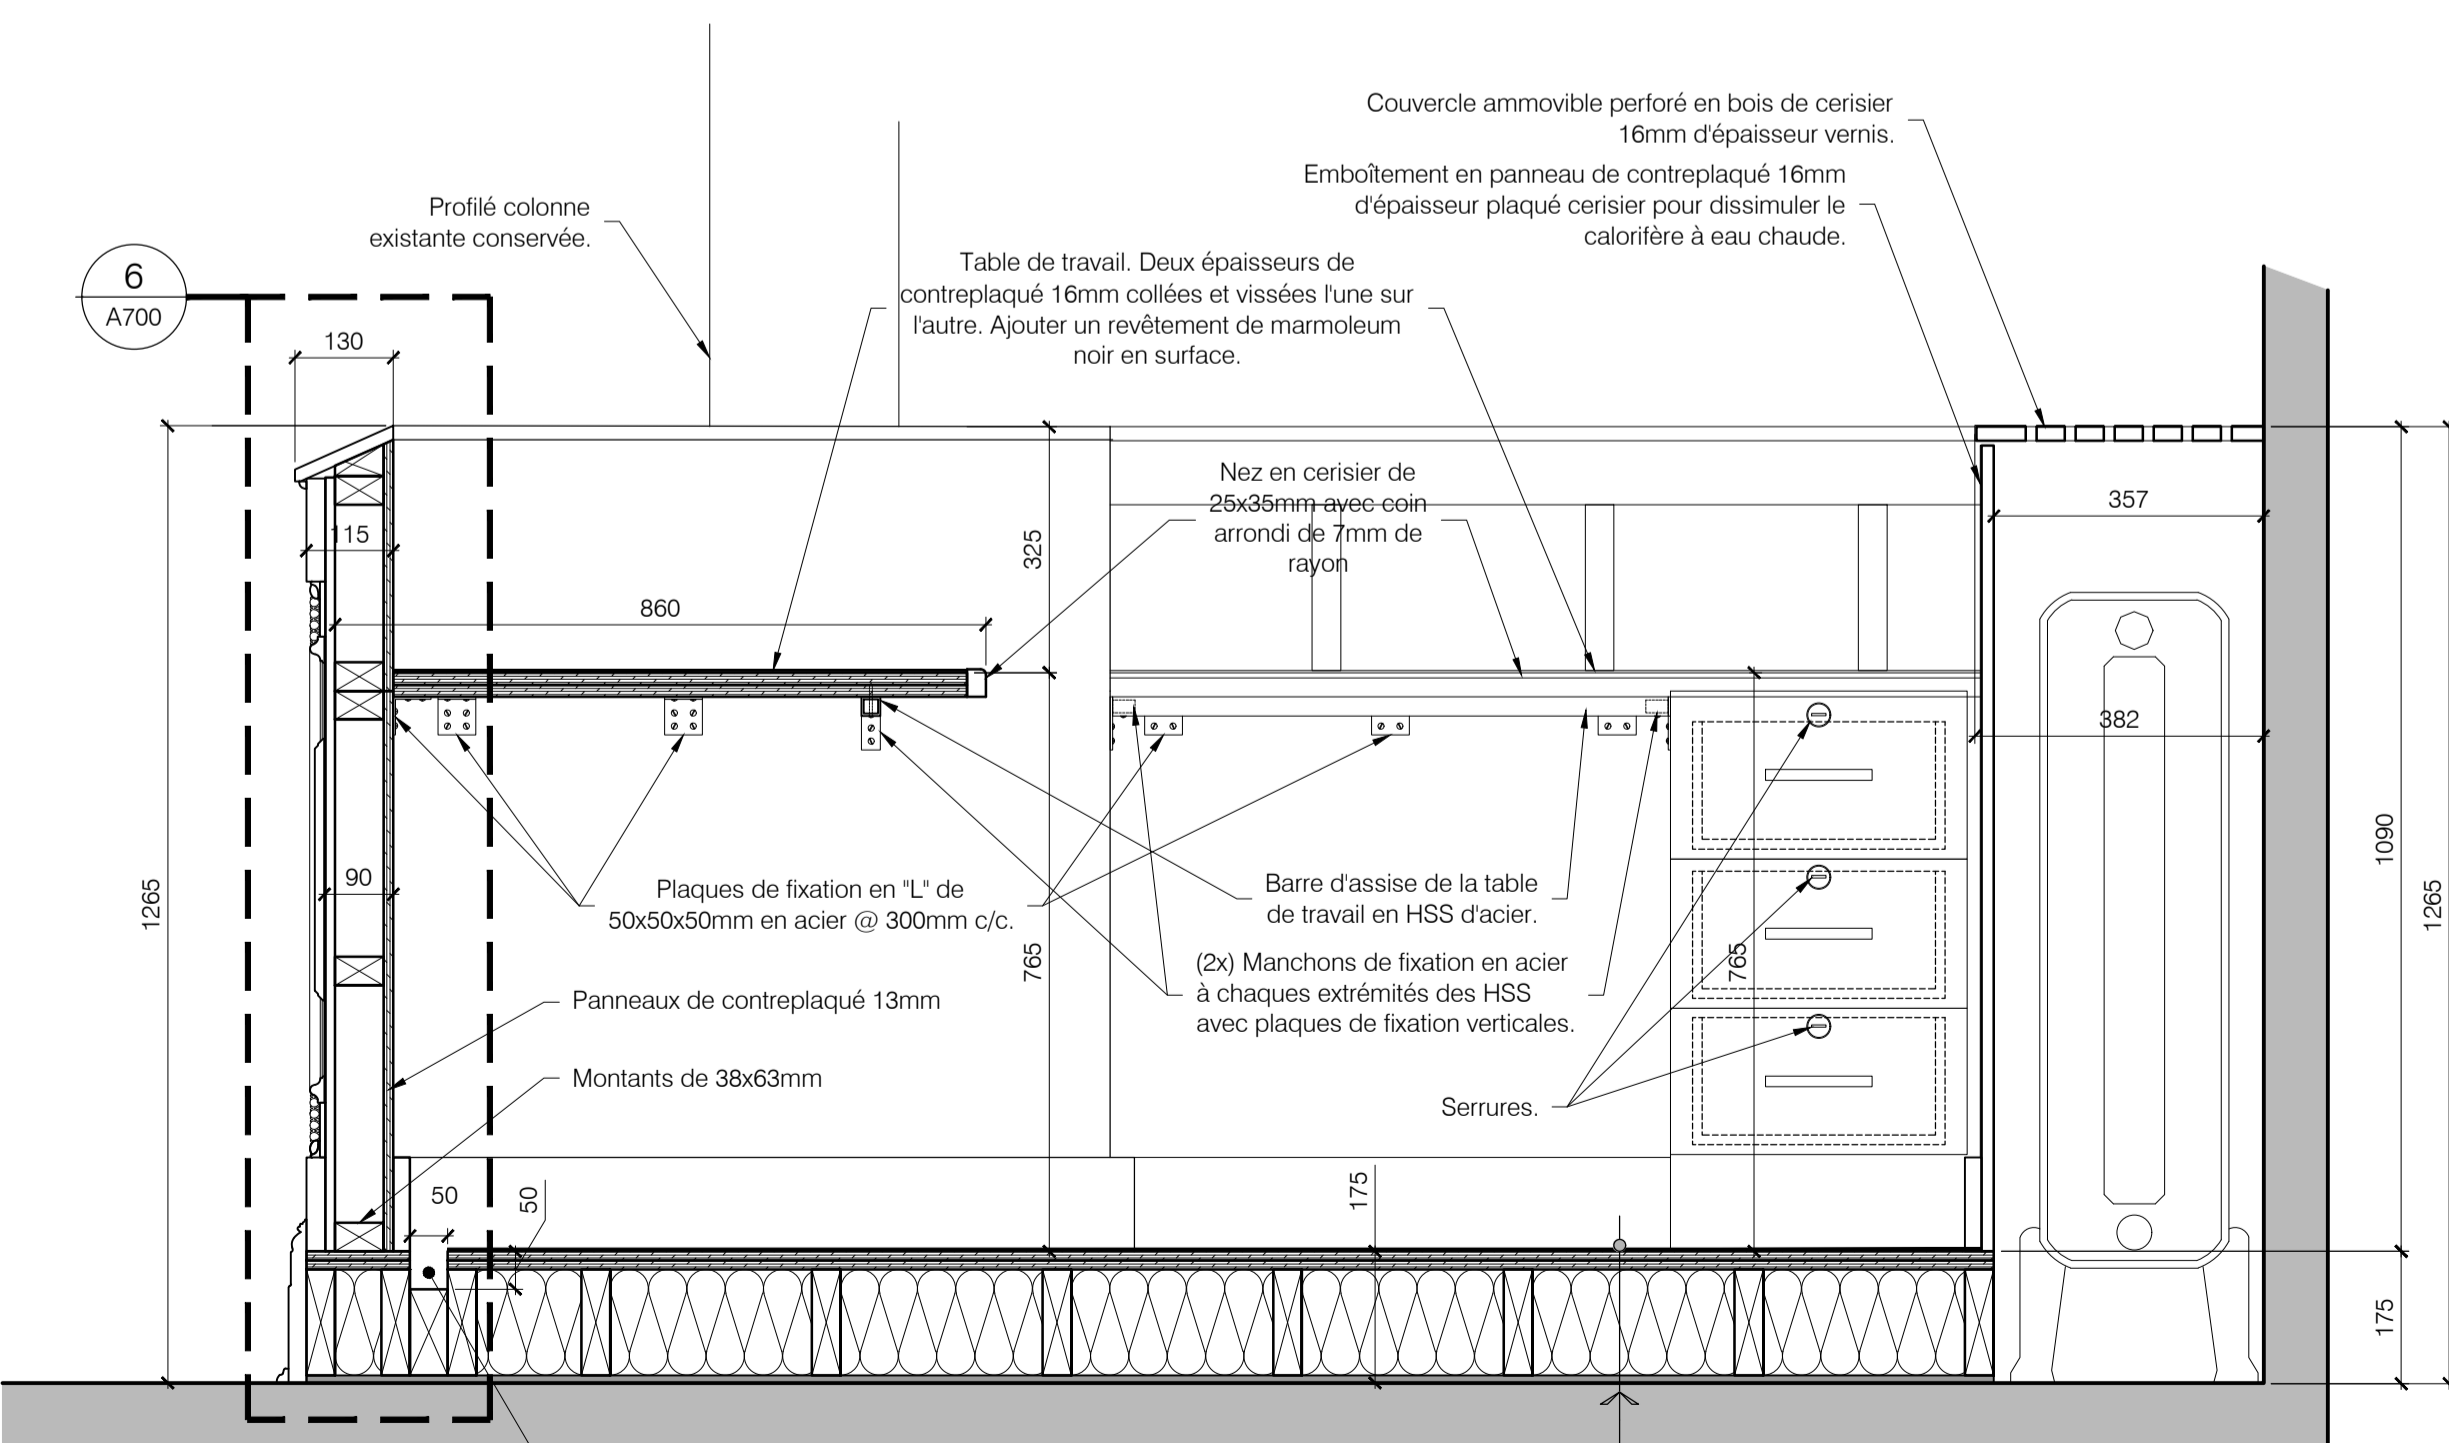 Couvercle ammovible perforé en bois de cerisier
16mm d'épaisseur vernis.
Emboîtement en panneau de contreplaqué 16mm
d'épaisseur plaqué cerisier pour dissimuler le
calorifère à eau chaude.
Profilé colonne
existante conservée.
Table de travail. Deux épaisseurs de
contreplaqué 16mm collées et vissées l'une sur
l'autre. Ajouter un revêtement de marmoleum
noir en surface.
6
A700
130
Nez en cerisier de
25x35mm avec coin
arrondi de 7mm de
rayon
357
115
325
860
382
90
1265
Plaques de fixation en "L" de
50x50x50mm en acier @ 300mm c/c.
Barre d'assise de la table
de travail en HSS d'acier.
765
(2x) Manchons de fixation en acier
à chaques extrémités des HSS
avec plaques de fixation verticales.
765
1090
1265
Panneaux de contreplaqué 13mm
Montants de 38x63mm
Serrures.
50
50
175
175